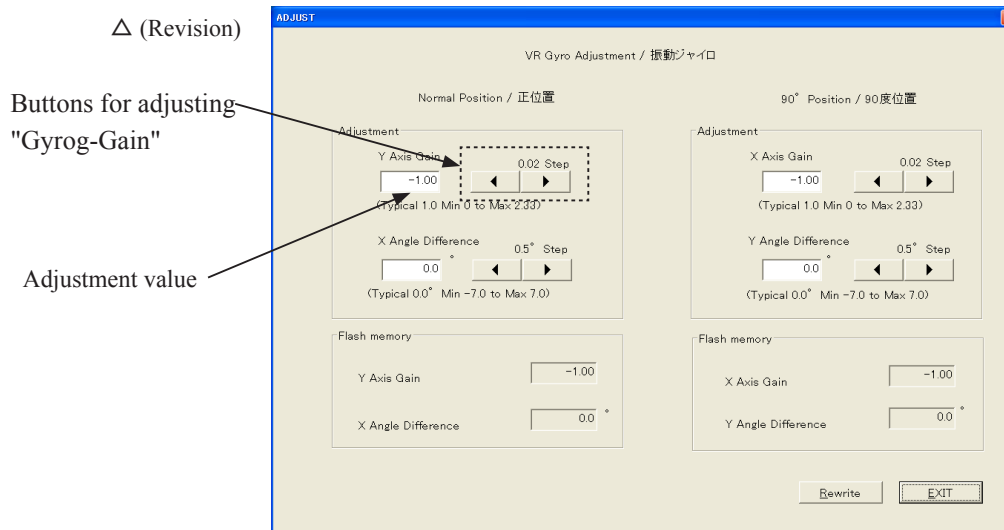 △ (Revision)
ADJUST
VR Gyro Adjustment / 振動ジャイロ
Buttons for adjusting
"Gyrog-Gain"
Adjustment value
Normal Position / 正位置
Adjustment
Y Axis Gain
0.02 Step
-1.00
(Typical 1.0 Min 0 to Max 2.33)
X Angle Difference
0.5° Step
0.0 °
(Typical 0.0° Min -7.0 to Max 7.0)
Flash memory
Y Axis Gain -1.00
X Angle Difference 0.0 °
90° Position / 90度位置
Adjustment
X Axis Gain
0.02 Step
-1.00
(Typical 1.0 Min 0 to Max 2.33)
Y Angle Difference
0.5° Step
0.0 °
(Typical 0.0° Min -7.0 to Max 7.0)
Flash memory
X Axis Gain -1.00
Y Angle Difference 0.0 °
Rewrite EXIT